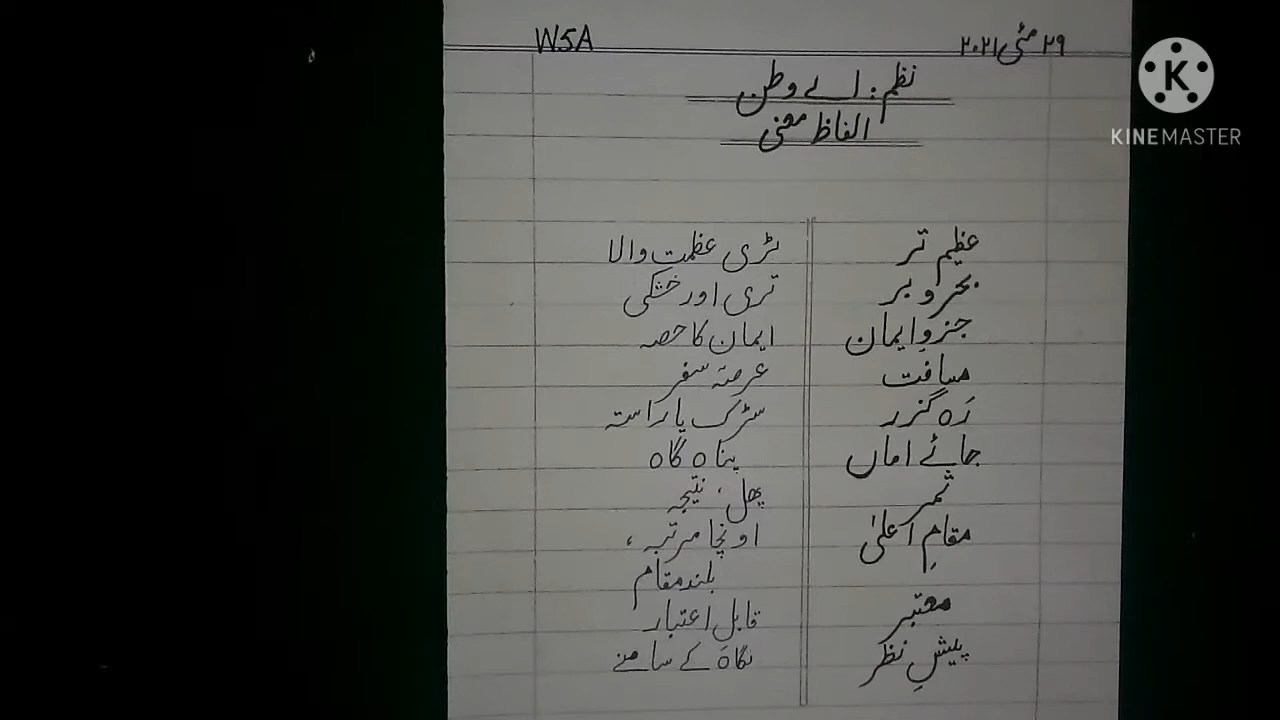 ۲۹ مئی ۲۰۲۱ W5A
نظم: اے وطن
الفاظ معنی
عظیم تر بڑی عظمت والا
بحر و بر تری اور خشکی
جزوِ ایمان ایمان کا حصہ
مسافت عرصۂ سفر
رَہ گزر سڑک یا راستہ
جائے اماں پناہ گاہ
ثمر پھل، نتیجہ
مقامِ اعلیٰ اونچا مرتبہ،
بلند مقام
معتبر قابلِ اعتبار
پیشِ نظر نگاہ کے سامنے
K
KINEMASTER